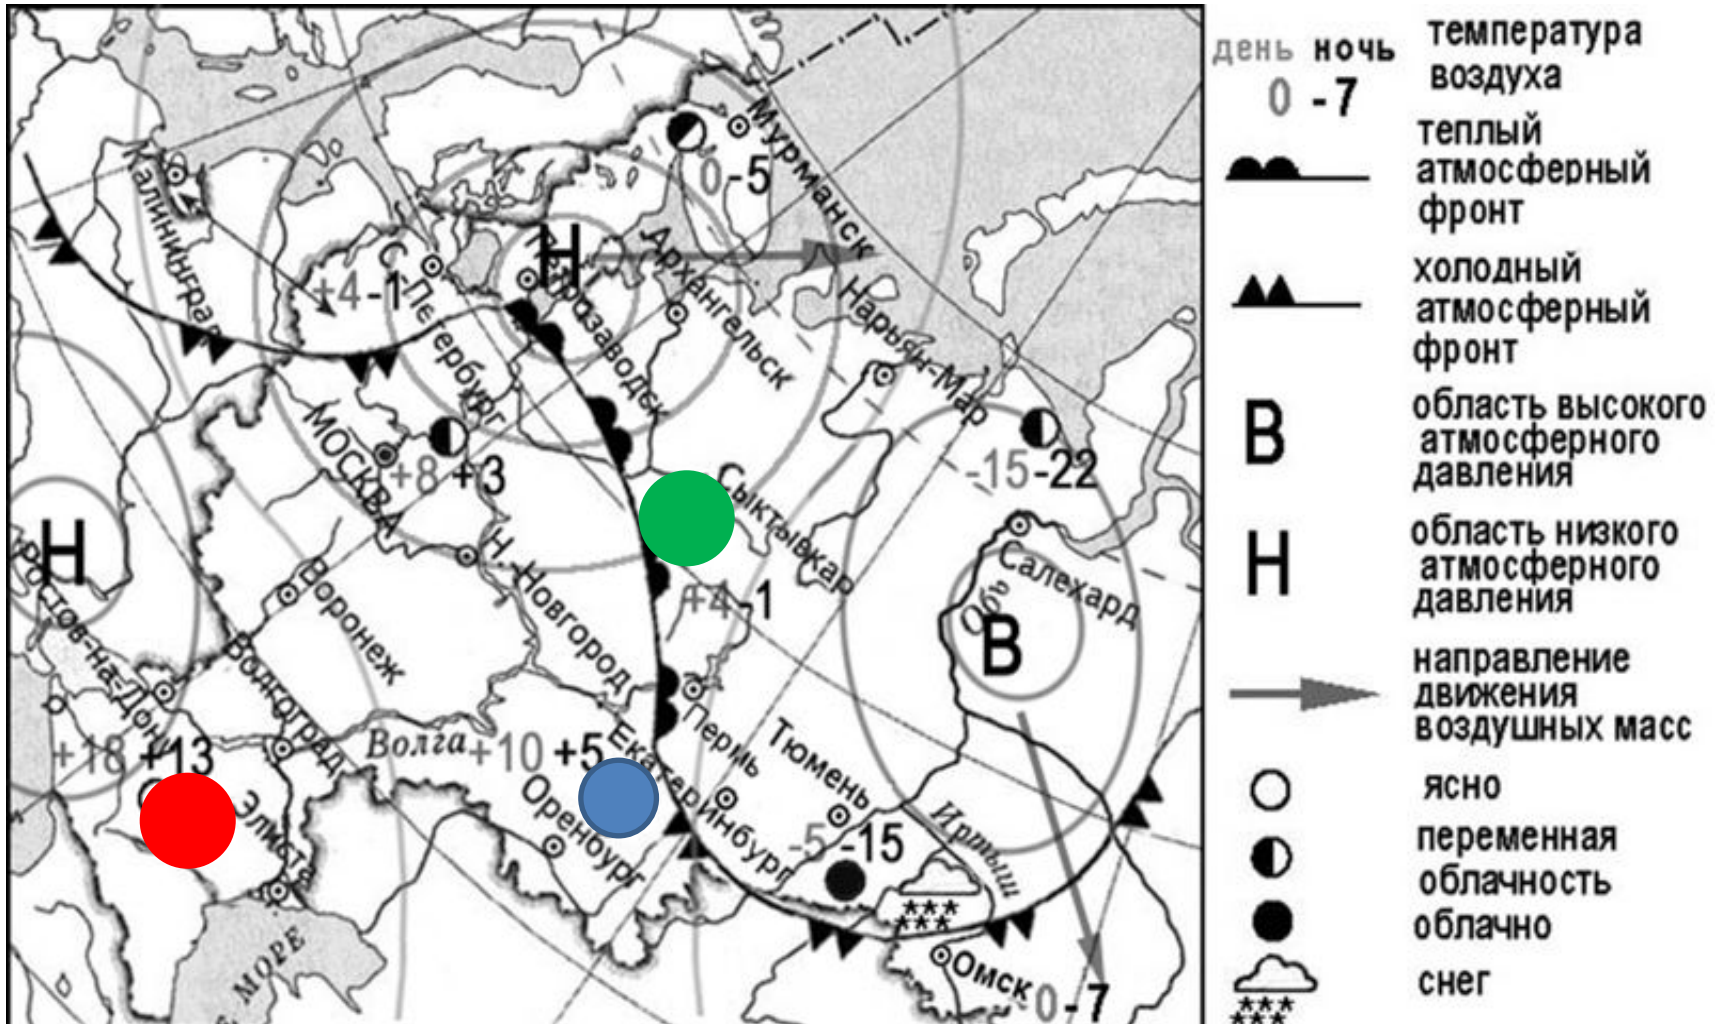 Мурманск
0-5
Калининград
Н
Архангельск
С.-Петербург
+4-1
Петрозаводск
Нарьян-Мар
МОСКВА
+8 +3
-15-22
Сыктывкар
Н
Н.-Новгород
Салехард
Обь
В
Воронеж
+4-1
Ростов-на-Дону
Волгоград
Пермь
Тюмень
Волга
+10 +5
Екатеринбург
+18 +13
Оренбург
Элиста
Иртыш
-5 -15
МОРЕ
Омск
0-7
день ночь
0 -7
температура
воздуха
теплый
атмосферный
фронт
холодный
атмосферный
фронт
В
область высокого
атмосферного
давления
Н
область низкого
атмосферного
давления
направление
движения
воздушных масс
ясно
переменная
облачность
облачно
снег